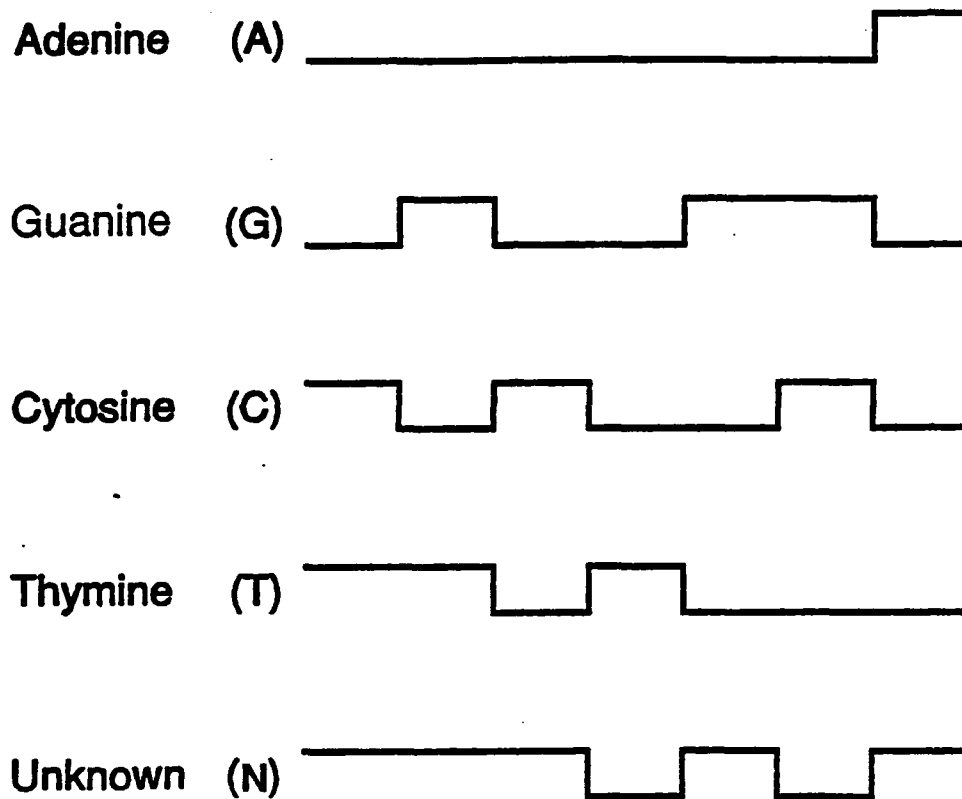 Adenine (A)
Guanine (G)
Cytosine (C)
Thymine (T)
Unknown (N)